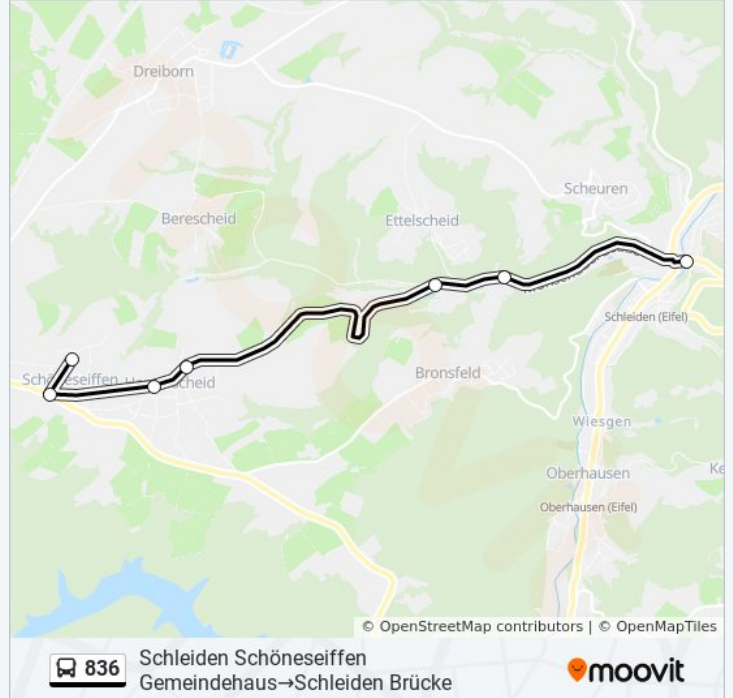 Dreiborn
Scheuren
Berescheid
Ettelscheid
Schleiden (Eifel)
Bronsfeld
Wiesgen
Oberhausen
Ke
Oberhausen (Eifel)
© OpenStreetMap contributors | © OpenMapTiles
836
Schleiden Schöneseiffen
Gemeindehaus→Schleiden Brücke
moovit